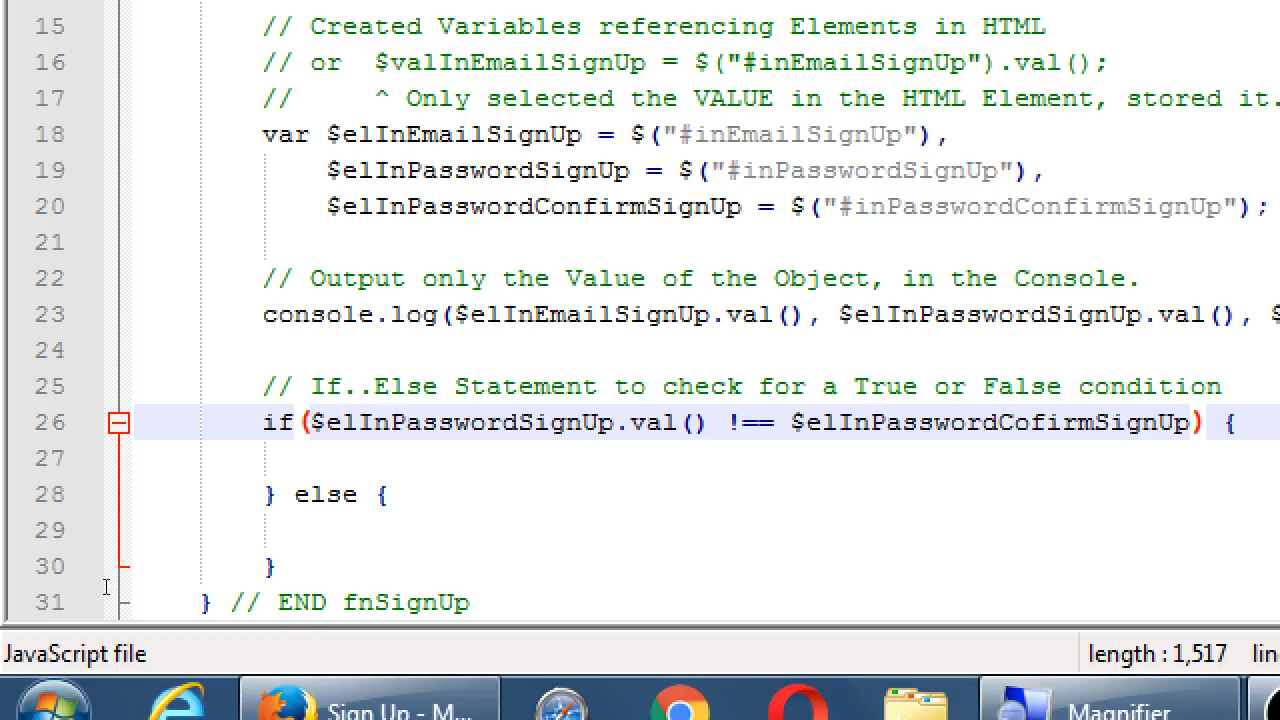 15 // Created Variables referencing Elements in HTML
16 // or $valInEmailSignUp = $("#inEmailSignUp").val();
17 // ^ Only selected the VALUE in the HTML Element, stored it.
18 var $elInEmailSignUp = $("#inEmailSignUp"),
19 $elInPasswordSignUp = $("#inPasswordSignUp"),
20 $elInPasswordConfirmSignUp = $("#inPasswordConfirmSignUp");
21
22 // Output only the Value of the Object, in the Console.
23 console.log($elInEmailSignUp.val(), $elInPasswordSignUp.val(), $
24
25 // If..Else Statement to check for a True or False condition
26 if($elInPasswordSignUp.val() !== $elInPasswordCofirmSignUp) {
27
28 } else {
29
30 }
31 } // END fnSignUp
JavaScript file length : 1,517 lin
Sign Up - M... Magnifier